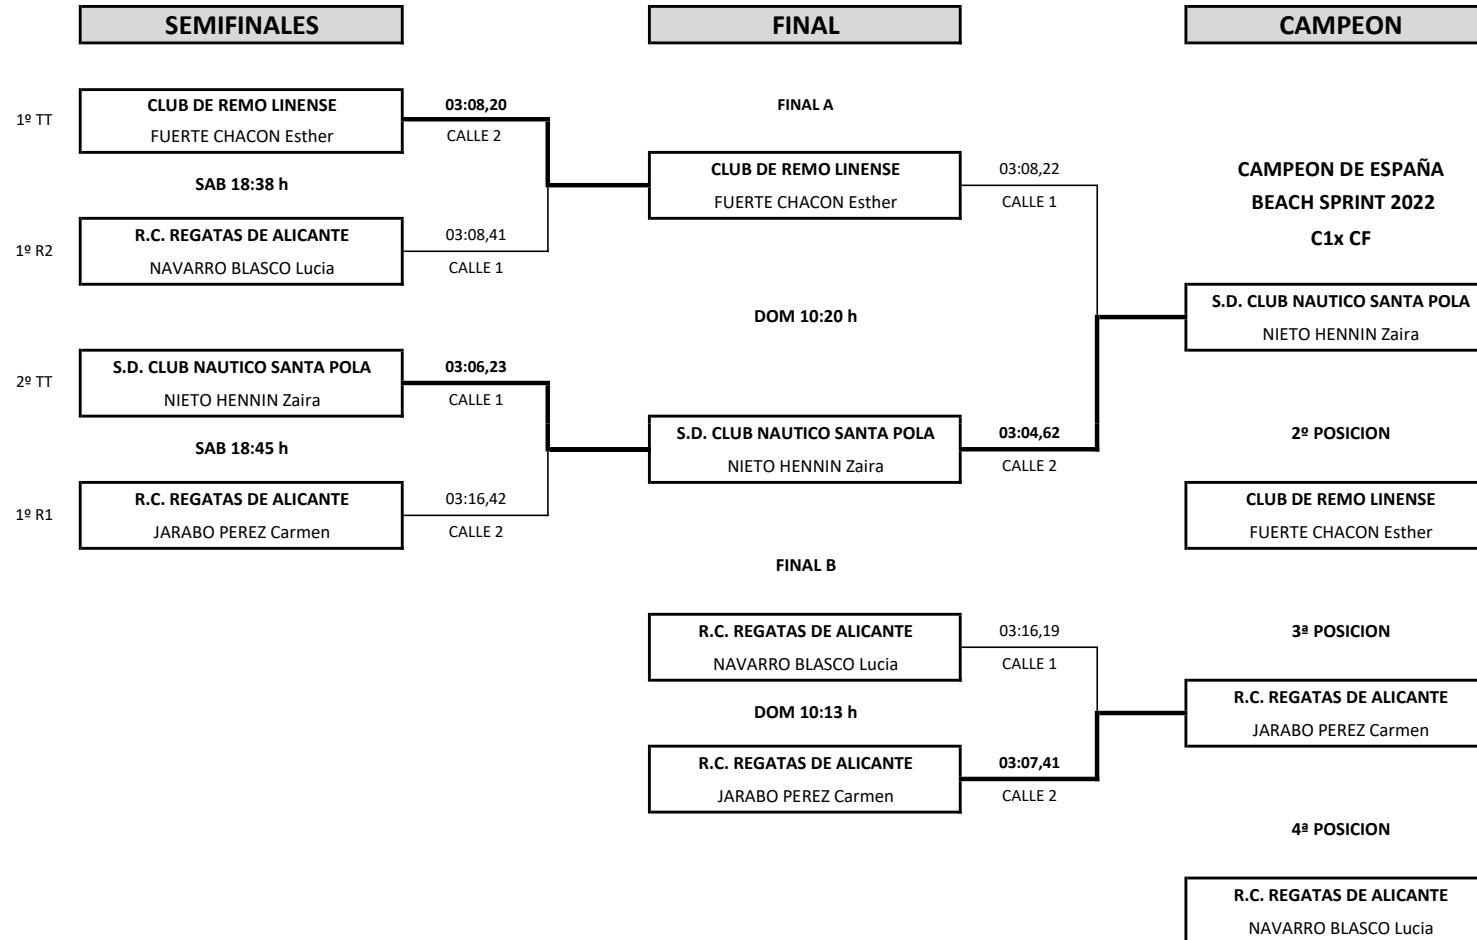 SEMIFINALES
FINAL
CAMPEON
1º TT
CLUB DE REMO LINENSE
FUERTE CHACON Esther
03:08,20
CALLE 2
SAB 18:38 h
1º R2
R.C. REGATAS DE ALICANTE
NAVARRO BLASCO Lucia
03:08,41
CALLE 1
2º TT
S.D. CLUB NAUTICO SANTA POLA
NIETO HENNIN Zaira
03:06,23
CALLE 1
SAB 18:45 h
1º R1
R.C. REGATAS DE ALICANTE
JARABO PEREZ Carmen
03:16,42
CALLE 2
FINAL A
CLUB DE REMO LINENSE
FUERTE CHACON Esther
03:08,22
CALLE 1
DOM 10:20 h
S.D. CLUB NAUTICO SANTA POLA
NIETO HENNIN Zaira
03:04,62
CALLE 2
FINAL B
R.C. REGATAS DE ALICANTE
NAVARRO BLASCO Lucia
03:16,19
CALLE 1
DOM 10:13 h
R.C. REGATAS DE ALICANTE
JARABO PEREZ Carmen
03:07,41
CALLE 2
CAMPEON DE ESPAÑA
BEACH SPRINT 2022
C1x CF
S.D. CLUB NAUTICO SANTA POLA
NIETO HENNIN Zaira
2º POSICION
CLUB DE REMO LINENSE
FUERTE CHACON Esther
3ª POSICION
R.C. REGATAS DE ALICANTE
JARABO PEREZ Carmen
4ª POSICION
R.C. REGATAS DE ALICANTE
NAVARRO BLASCO Lucia